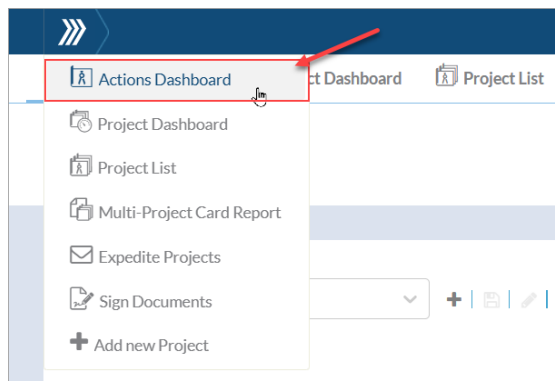 Actions Dashboard
ct Dashboard
Project List
Project Dashboard
Project List
Multi-Project Card Report
Expedite Projects
Sign Documents
Add new Project